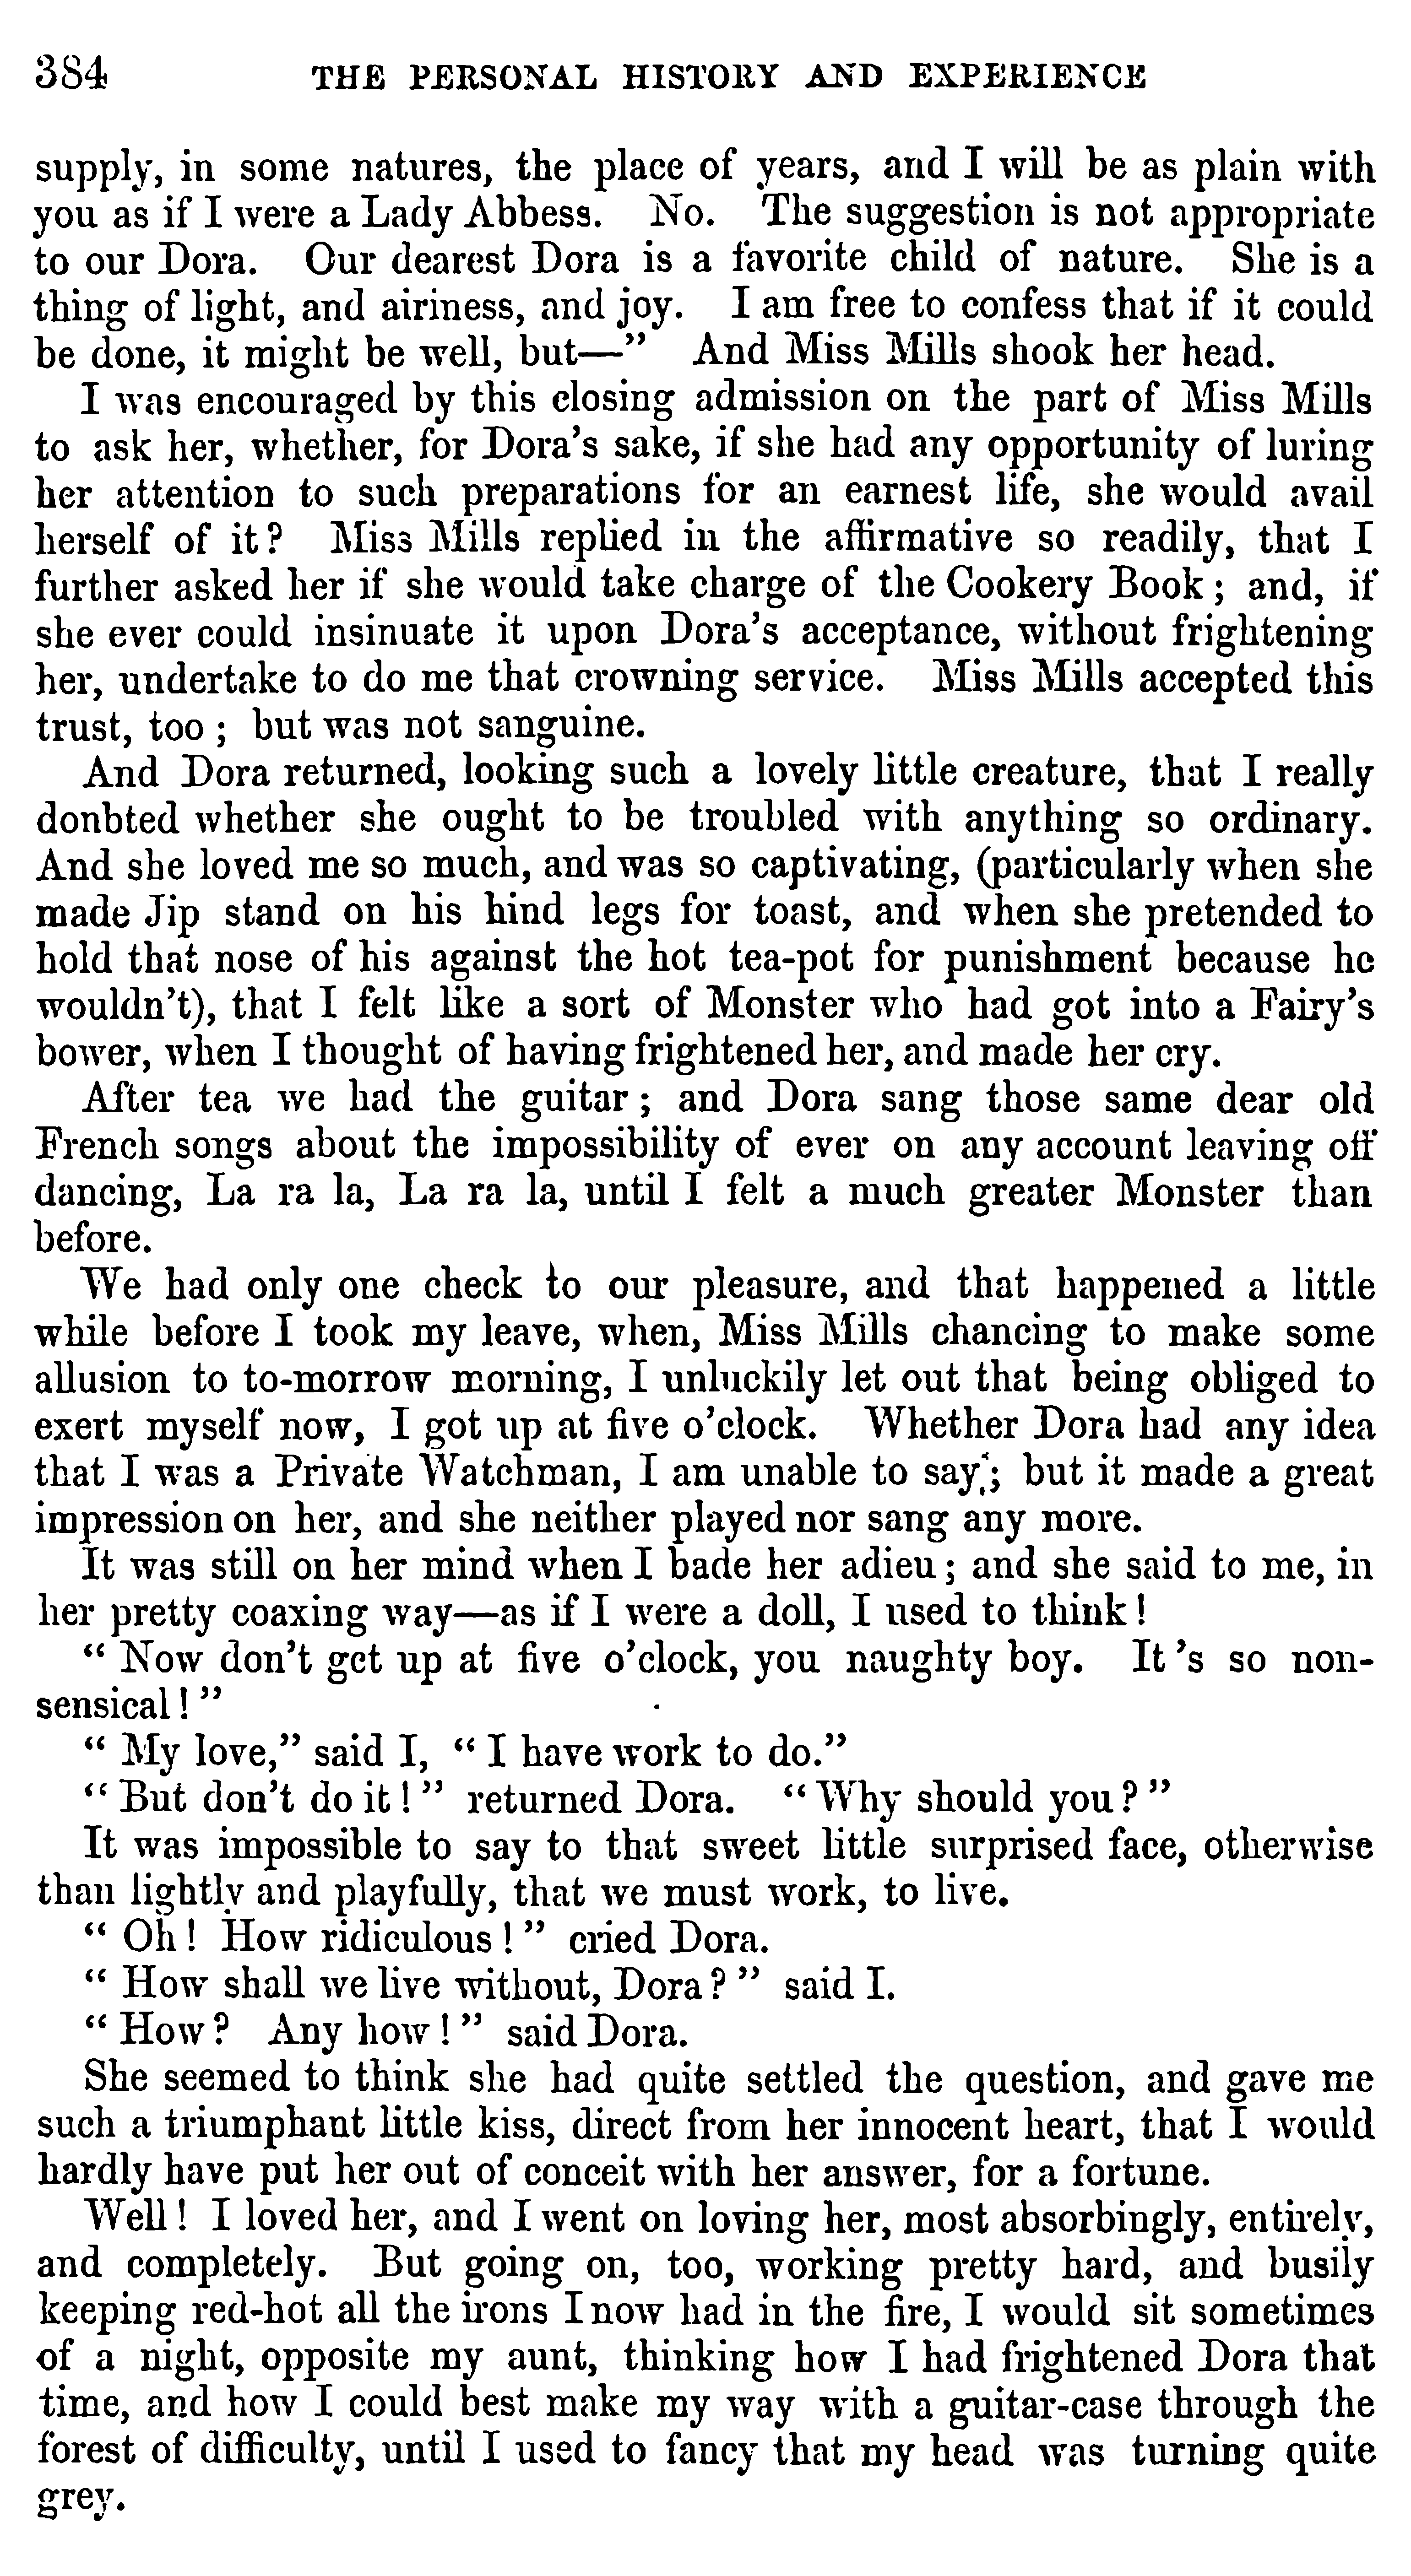 384 THE PERSONAL HISTORY AND EXPERIENCE
supply, in some natures, the place of years, and I will be as plain with
you as if I were a Lady Abbess. No. The suggestion is not appropriate
to our Dora. Our dearest Dora is a favorite child of nature. She is a
thing of light, and airiness, and joy. I am free to confess that if it could
be done, it might be well, but—” And Miss Mills shook her head.
I was encouraged by this closing admission on the part of Miss Mills
to ask her, whether, for Dora’s sake, if she had any opportunity of luring
her attention to such preparations for an earnest life, she would avail
herself of it? Miss Mills replied in the affirmative so readily, that I
further asked her if she would take charge of the Cookery Book; and, if
she ever could insinuate it upon Dora’s acceptance, without frightening
her, undertake to do me that crowning service. Miss Mills accepted this
trust, too; but was not sanguine.
And Dora returned, looking such a lovely little creature, that I really
donbted whether she ought to be troubled with anything so ordinary.
And she loved me so much, and was so captivating, (particularly when she
made Jip stand on his hind legs for toast, and when she pretended to
hold that nose of his against the hot tea-pot for punishment because he
wouldn’t), that I felt like a sort of Monster who had got into a Fairy’s
bower, when I thought of having frightened her, and made her cry.
After tea we had the guitar; and Dora sang those same dear old
French songs about the impossibility of ever on any account leaving off
dancing, La ra la, La ra la, until I felt a much greater Monster than
before.
We had only one check to our pleasure, and that happened a little
while before I took my leave, when, Miss Mills chancing to make some
allusion to to-morrow morning, I unluckily let out that being obliged to
exert myself now, I got up at five o’clock. Whether Dora had any idea
that I was a Private Watchman, I am unable to say; but it made a great
impression on her, and she neither played nor sang any more.
It was still on her mind when I bade her adieu; and she said to me, in
her pretty coaxing way—as if I were a doll, I used to think!
“Now don’t get up at five o’clock, you naughty boy. It’s so non-
sensical!”
“My love,” said I, “I have work to do.”
“But don’t do it!” returned Dora. “Why should you?”
It was impossible to say to that sweet little surprised face, otherwise
than lightly and playfully, that we must work, to live.
“Oh! How ridiculous!” cried Dora.
“How shall we live without, Dora?” said I.
“How? Any how!” said Dora.
She seemed to think she had quite settled the question, and gave me
such a triumphant little kiss, direct from her innocent heart, that I would
hardly have put her out of conceit with her answer, for a fortune.
Well! I loved her, and I went on loving her, most absorbingly, entirely,
and completely. But going on, too, working pretty hard, and busily
keeping red-hot all the irons I now had in the fire, I would sit sometimes
of a night, opposite my aunt, thinking how I had frightened Dora that
time, and how I could best make my way with a guitar-case through the
forest of difficulty, until I used to fancy that my head was turning quite
grey.